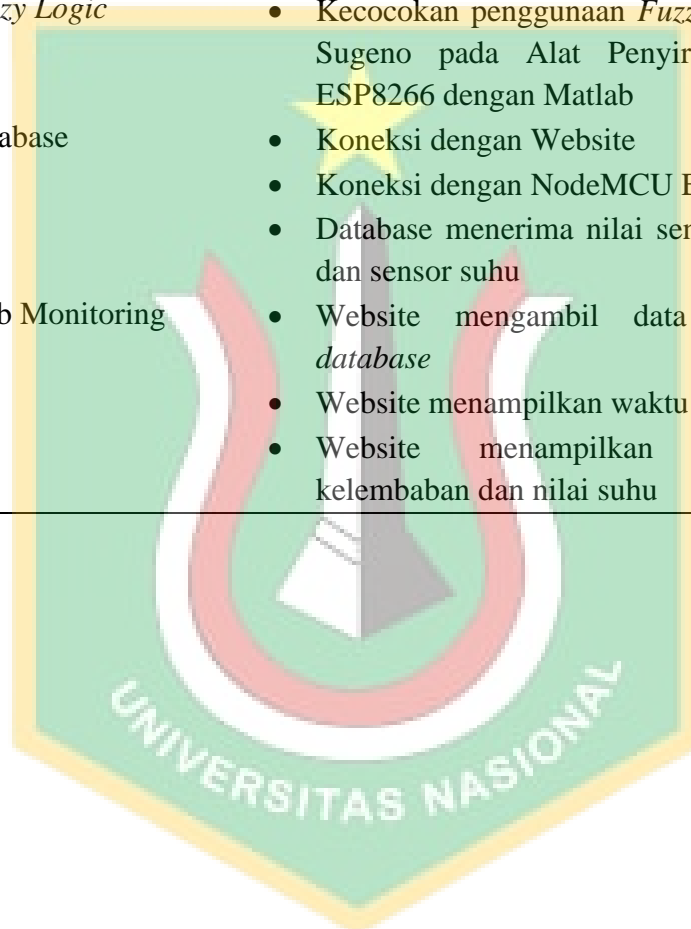 zy Logic • Kecocokan penggunaan Fuzz
Sugeno pada Alat Penyir
ESP8266 dengan Matlab
abase • Koneksi dengan Website
• Koneksi dengan NodeMCU E
• Database menerima nilai sen
dan sensor suhu
b Monitoring • Website mengambil data
database
• Website menampilkan waktu
• Website menampilkan
kelembaban dan nilai suhu
UNIVERSITAS NASIONAL